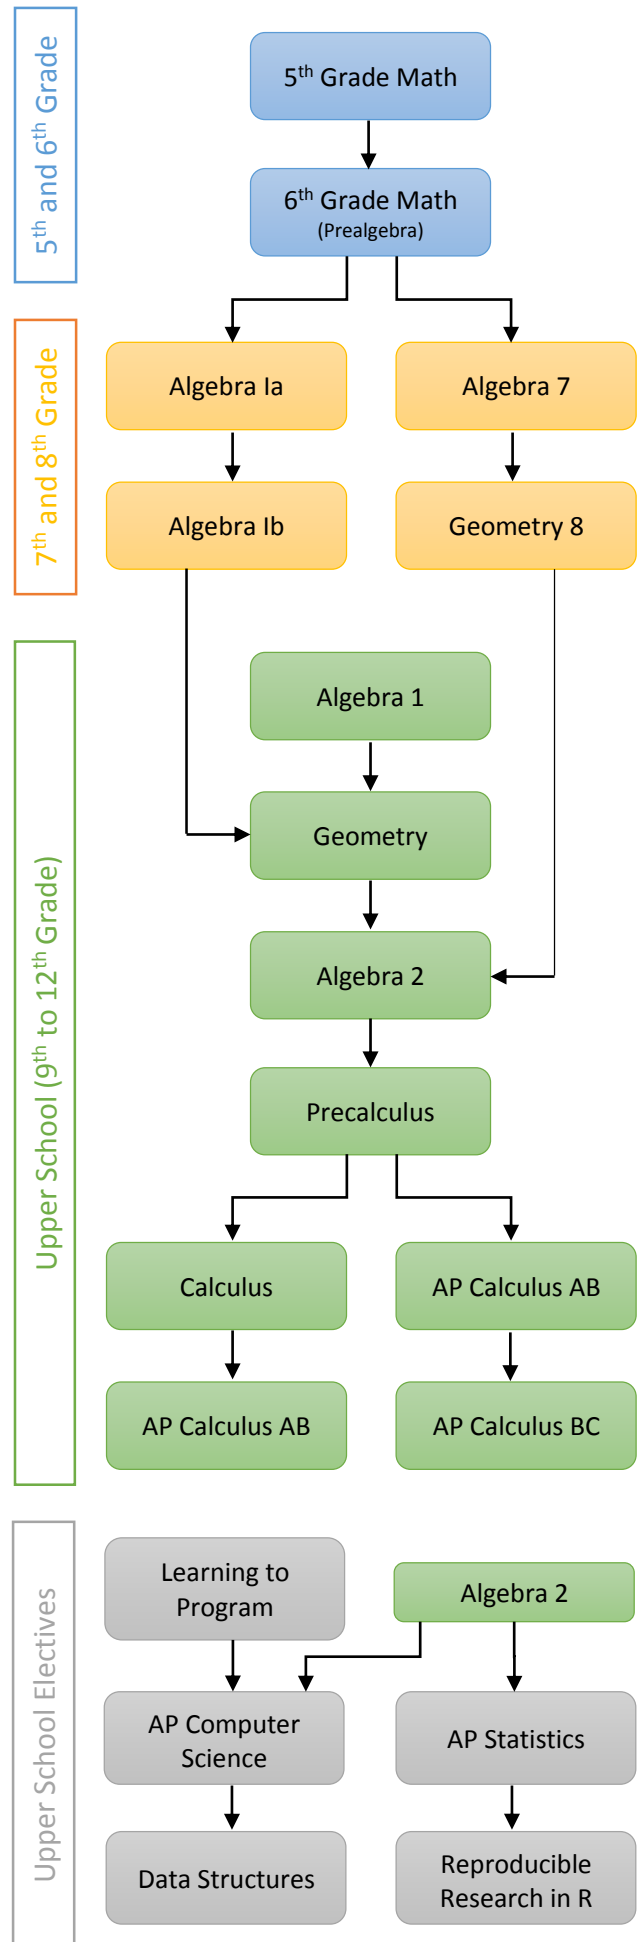 5th and 6th Grade
5th Grade Math
6th Grade Math
(Prealgebra)
7th and 8th Grade
Algebra Ia
Algebra 7
Algebra Ib
Geometry 8
Upper School (9th to 12th Grade)
Algebra 1
Geometry
Algebra 2
Precalculus
Calculus
AP Calculus AB
AP Calculus AB
AP Calculus BC
Upper School Electives
Learning to
Program
Algebra 2
AP Computer
Science
AP Statistics
Data Structures
Reproducible
Research in R